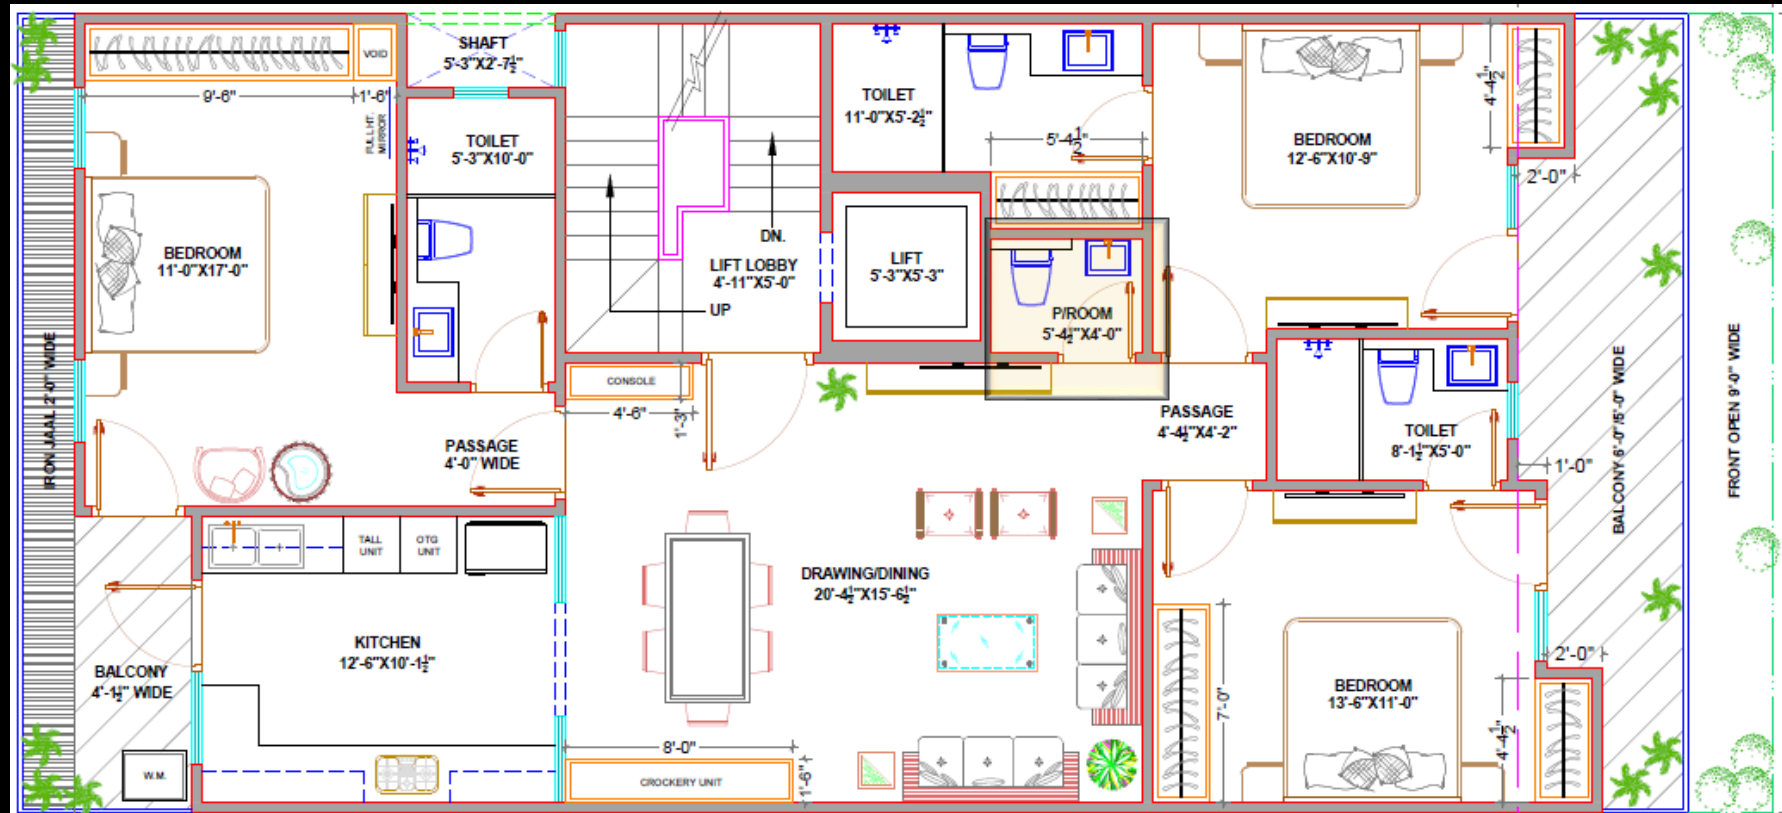 VOID
9'-6"
1'-6"
FULL HT.
MIRROR
SHAFT
5'-3"X2'-7½"
TOILET
5'-3"X10'-0"
BEDROOM
11'-0"X17'-0"
IRON JAAL 2'-0" WIDE
PASSAGE
4'-0" WIDE
DN.
LIFT LOBBY
4'-11"X5'-0"
UP
TOILET
11'-0"X5'-2½"
5'-4½"
LIFT
5'-3"X5'-3"
P/ROOM
5'-4½"X4'-0"
BEDROOM
12'-6"X10'-9"
4'-4½"
2'-0"
CONSOLE
4'-6"
1'-3"
PASSAGE
4'-4½"X4'-2"
TOILET
8'-1½"X5'-0"
1'-0"
BALCONY 6'-0"/5'-0" WIDE
FRONT OPEN 9'-0" WIDE
TALL
UNIT
OTG
UNIT
KITCHEN
12'-6"X10'-1½"
BALCONY
4'-1½" WIDE
W.M.
DRAWING/DINING
20'-4½"X15'-6½"
8'-0"
1'-6"
CROCKERY UNIT
7'-0"
BEDROOM
13'-6"X11'-0"
2'-0"
4'-4½"